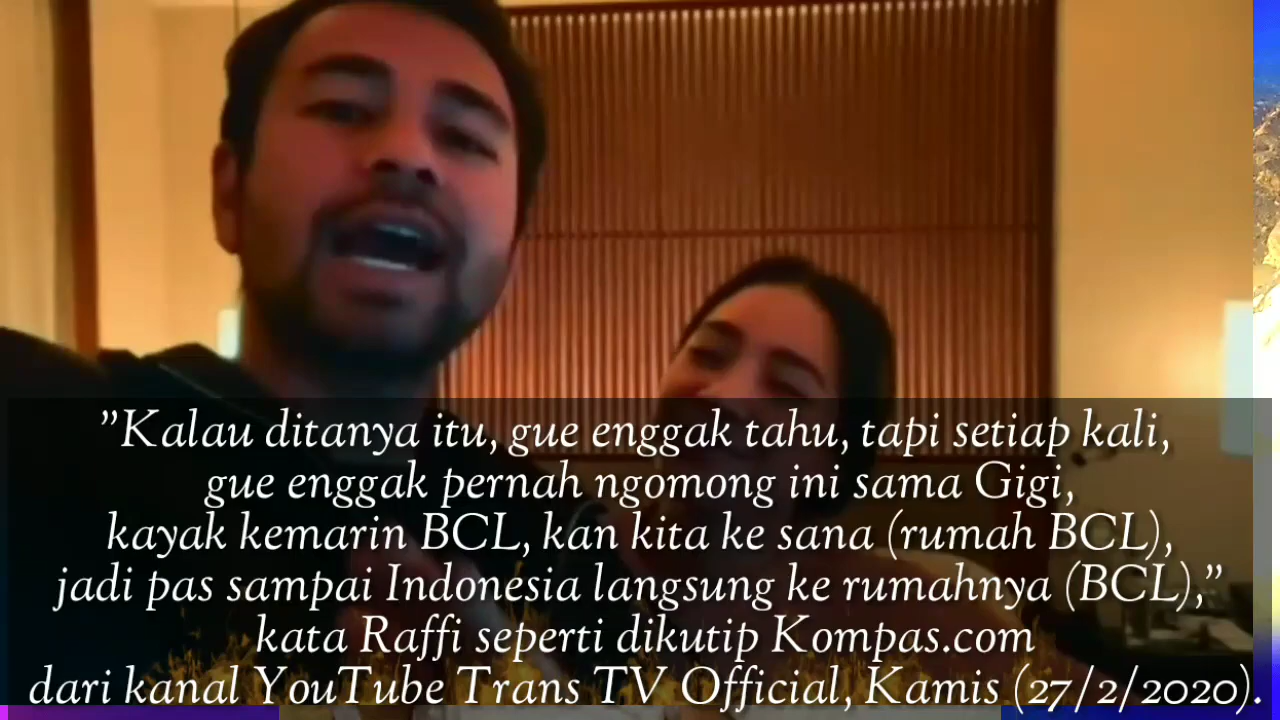 "Kalau ditanya itu, gue enggak tahu, tapi setiap kali,
gue enggak pernah ngomong ini sama Gigi,
kayak kemarin BCL, kan kita ke sana (rumah BCL),
jadi pas sampai Indonesia langsung ke rumahnya (BCL),"
kata Raffi seperti dikutip Kompas.com
dari kanal YouTube Trans TV Official, Kamis (27/2/2020).